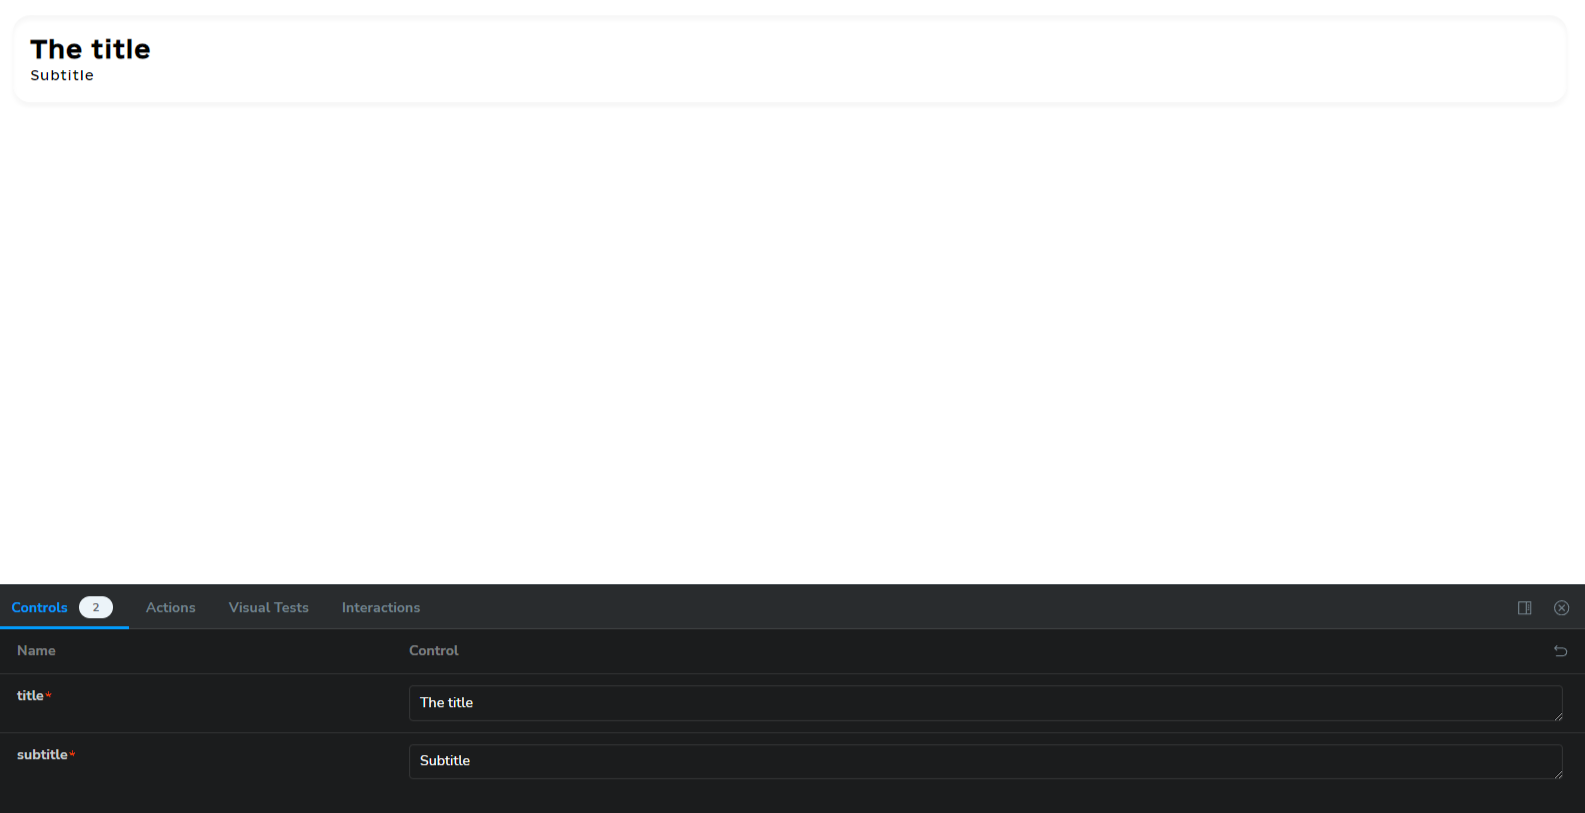 The title
Subtitle
Controls 2 Actions Visual Tests Interactions
Name Control
title* The title
subtitle* Subtitle